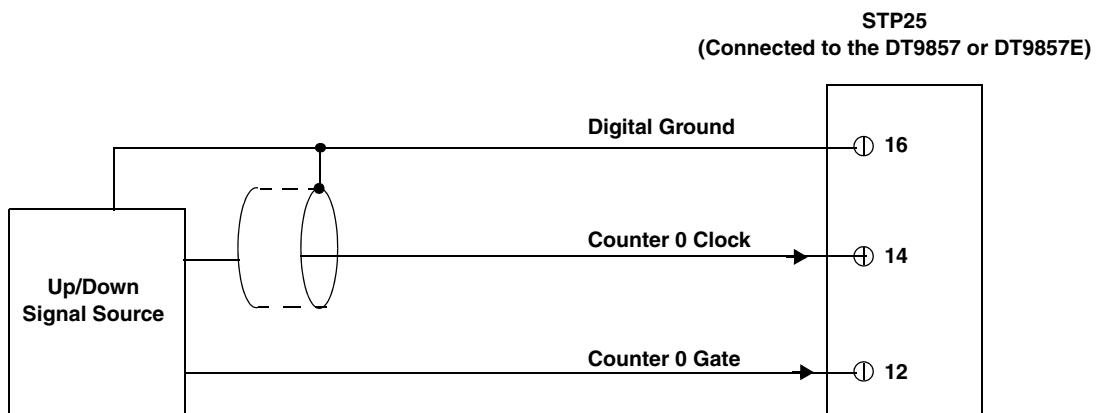 STP25
(Connected to the DT9857 or DT9857E)
Digital Ground
16
Counter 0 Clock
14
Up/Down
Signal Source
Counter 0 Gate
12